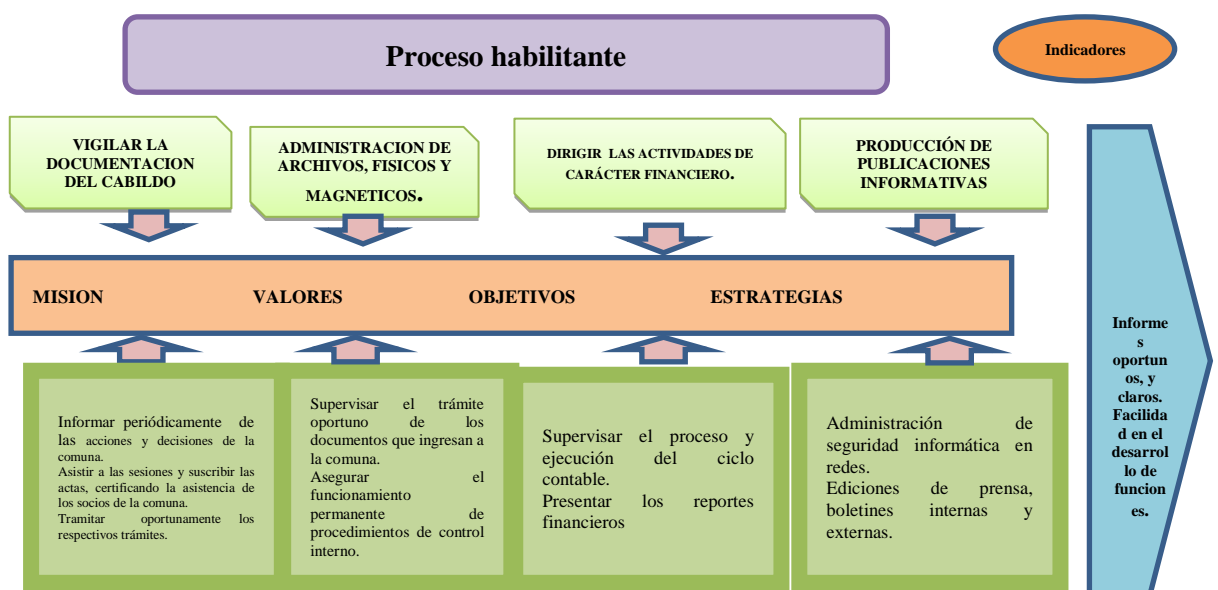 Proceso habilitante
Indicadores
VIGILAR LA
DOCUMENTACION
DEL CABILDO
ADMINISTRACION DE
ARCHIVOS, FISICOS Y
MAGNETICOS.
DIRIGIR LAS ACTIVIDADES DE
CARÁCTER FINANCIERO.
PRODUCCIÓN DE
PUBLICACIONES
INFORMATIVAS
MISION VALORES OBJETIVOS ESTRATEGIAS
Informar periódicamente de
las acciones y decisiones de la
comuna.
Asistir a las sesiones y suscribir las
actas, certificando la asistencia de
los socios de la comuna.
Tramitar oportunamente los
respectivos trámites.
Supervisar el trámite
oportuno de los
documentos que ingresan a
la comuna.
Asegurar el
funcionamiento
permanente de
procedimientos de control
interno.
Supervisar el proceso y
ejecución del ciclo
contable.
Presentar los reportes
financieros
Administración de
seguridad informática en
redes.
Ediciones de prensa,
boletines internas y
externas.
Informe
s
oportun
os, y
claros.
Facilida
d en el
desarrol
lo de
funcion
es.